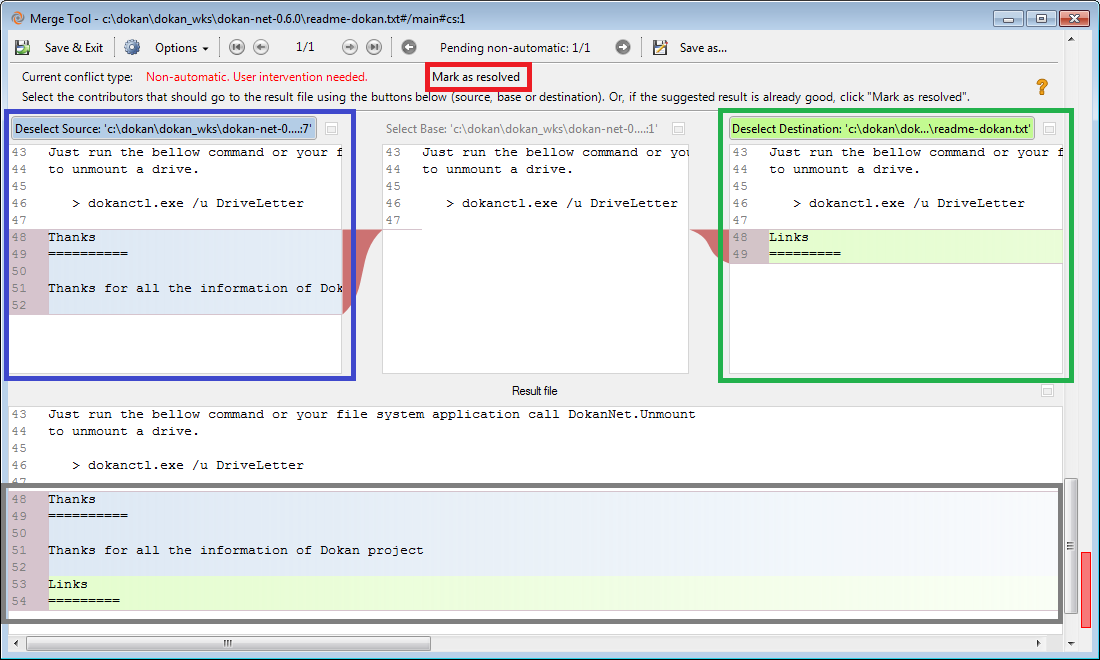 Merge Tool - c:\dokan\dokan_wks\dokan-net-0.6.0\readme-dokan.txt#/main#cs:1
Save & Exit Options 1/1 Pending non-automatic: 1/1 Save as...
Current conflict type: Non-automatic. User intervention needed. Mark as resolved
Select the contributors that should go to the result file using the buttons below (source, base or destination). Or, if the suggested result is already good, click "Mark as resolved".
?
Deselect Source: 'c:\dokan\dokan_wks\dokan-net-0....:7'
43 Just run the bellow command or your f
44 to unmount a drive.
45
46 > dokanctl.exe /u DriveLetter
47
48 Thanks
49 ==========
50
51 Thanks for all the information of Dok
52
Select Base: 'c:\dokan\dokan_wks\dokan-net-0....:1'
43 Just run the bellow command or you
44 to unmount a drive.
45
46 > dokanctl.exe /u DriveLetter
47
Deselect Destination: 'c:\dokan\dok...\readme-dokan.txt'
43 Just run the bellow command or your f
44 to unmount a drive.
45
46 > dokanctl.exe /u DriveLetter
47
48 Links
49 =========
Result file
43 Just run the bellow command or your file system application call DokanNet.Unmount
44 to unmount a drive.
45
46 > dokanctl.exe /u DriveLetter
47
48 Thanks
49 ==========
50
51 Thanks for all the information of Dokan project
52
53 Links
54 =========